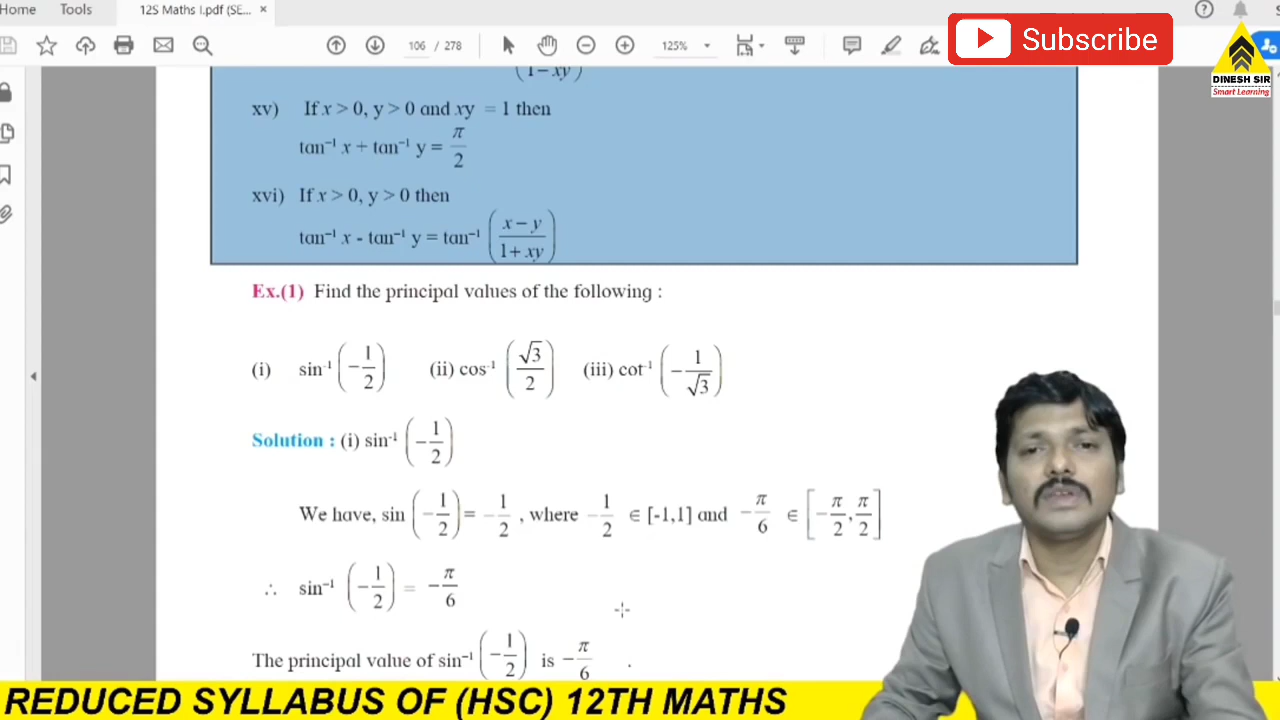 Home Tools 12S Maths I.pdf (SE... ×
106 / 278 125%
Subscribe
DINESH SIR
Smart Learning
(1 − xy)
xv) If x > 0, y > 0 and xy = 1 then
tan⁻¹ x + tan⁻¹ y = π/2
xvi) If x > 0, y > 0 then
tan⁻¹ x - tan⁻¹ y = tan⁻¹ ((x − y)/(1 + xy))
Ex.(1) Find the principal values of the following :
(i) sin⁻¹ (−1/2) (ii) cos⁻¹ (√3/2) (iii) cot⁻¹ (−1/√3)
Solution : (i) sin⁻¹ (−1/2)
We have, sin (−1/2) = −1/2 , where −1/2 ∈ [-1,1] and −π/6 ∈ [−π/2, π/2]
∴ sin⁻¹ (−1/2) = −π/6
The principal value of sin⁻¹ (−1/2) is −π/6 .
REDUCED SYLLABUS OF (HSC) 12TH MATHS